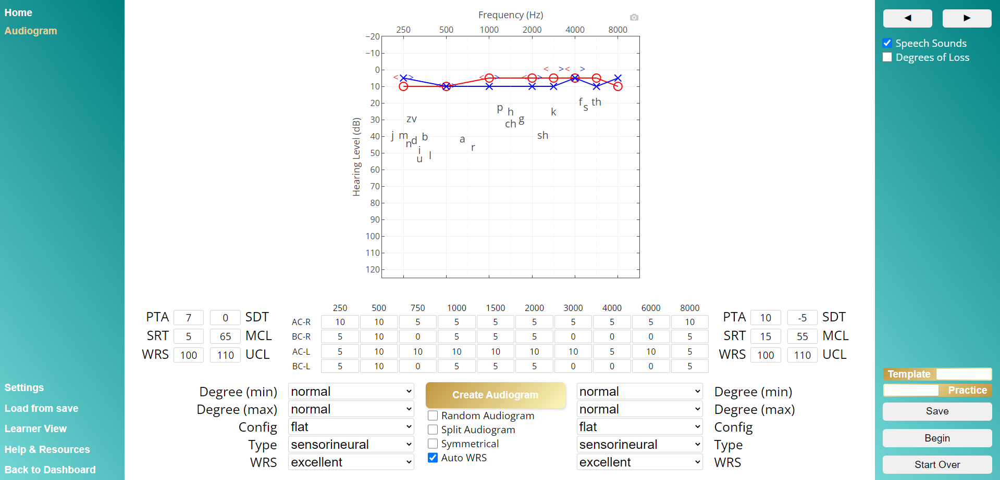 Home
Audiogram
Settings
Load from save
Learner View
Help & Resources
Back to Dashboard
Frequency (Hz)
250 500 1000 2000 4000 8000
Hearing Level (dB)
−20
−10
0
10
20
30
40
50
60
70
80
90
100
110
120
f s th
p h k
zv ch g
j m b a sh
n d r
i
u l
250 500 750 1000 1500 2000 3000 4000 6000 8000
AC-R 10 10 5 5 5 5 5 5 5 10
BC-R 5 10 0 5 5 5 0 0 0 5
AC-L 5 10 10 10 10 10 10 5 10 5
BC-L 5 10 0 5 5 5 0 0 0 5
PTA 7 0 SDT
SRT 5 65 MCL
WRS 100 110 UCL
PTA 10 -5 SDT
SRT 15 55 MCL
WRS 100 110 UCL
Degree (min) normal
Degree (max) normal
Config flat
Type sensorineural
WRS excellent
Create Audiogram
Random Audiogram
Split Audiogram
Symmetrical
Auto WRS
normal Degree (min)
normal Degree (max)
flat Config
sensorineural Type
excellent WRS
Speech Sounds
Degrees of Loss
Template
Practice
Save
Begin
Start Over